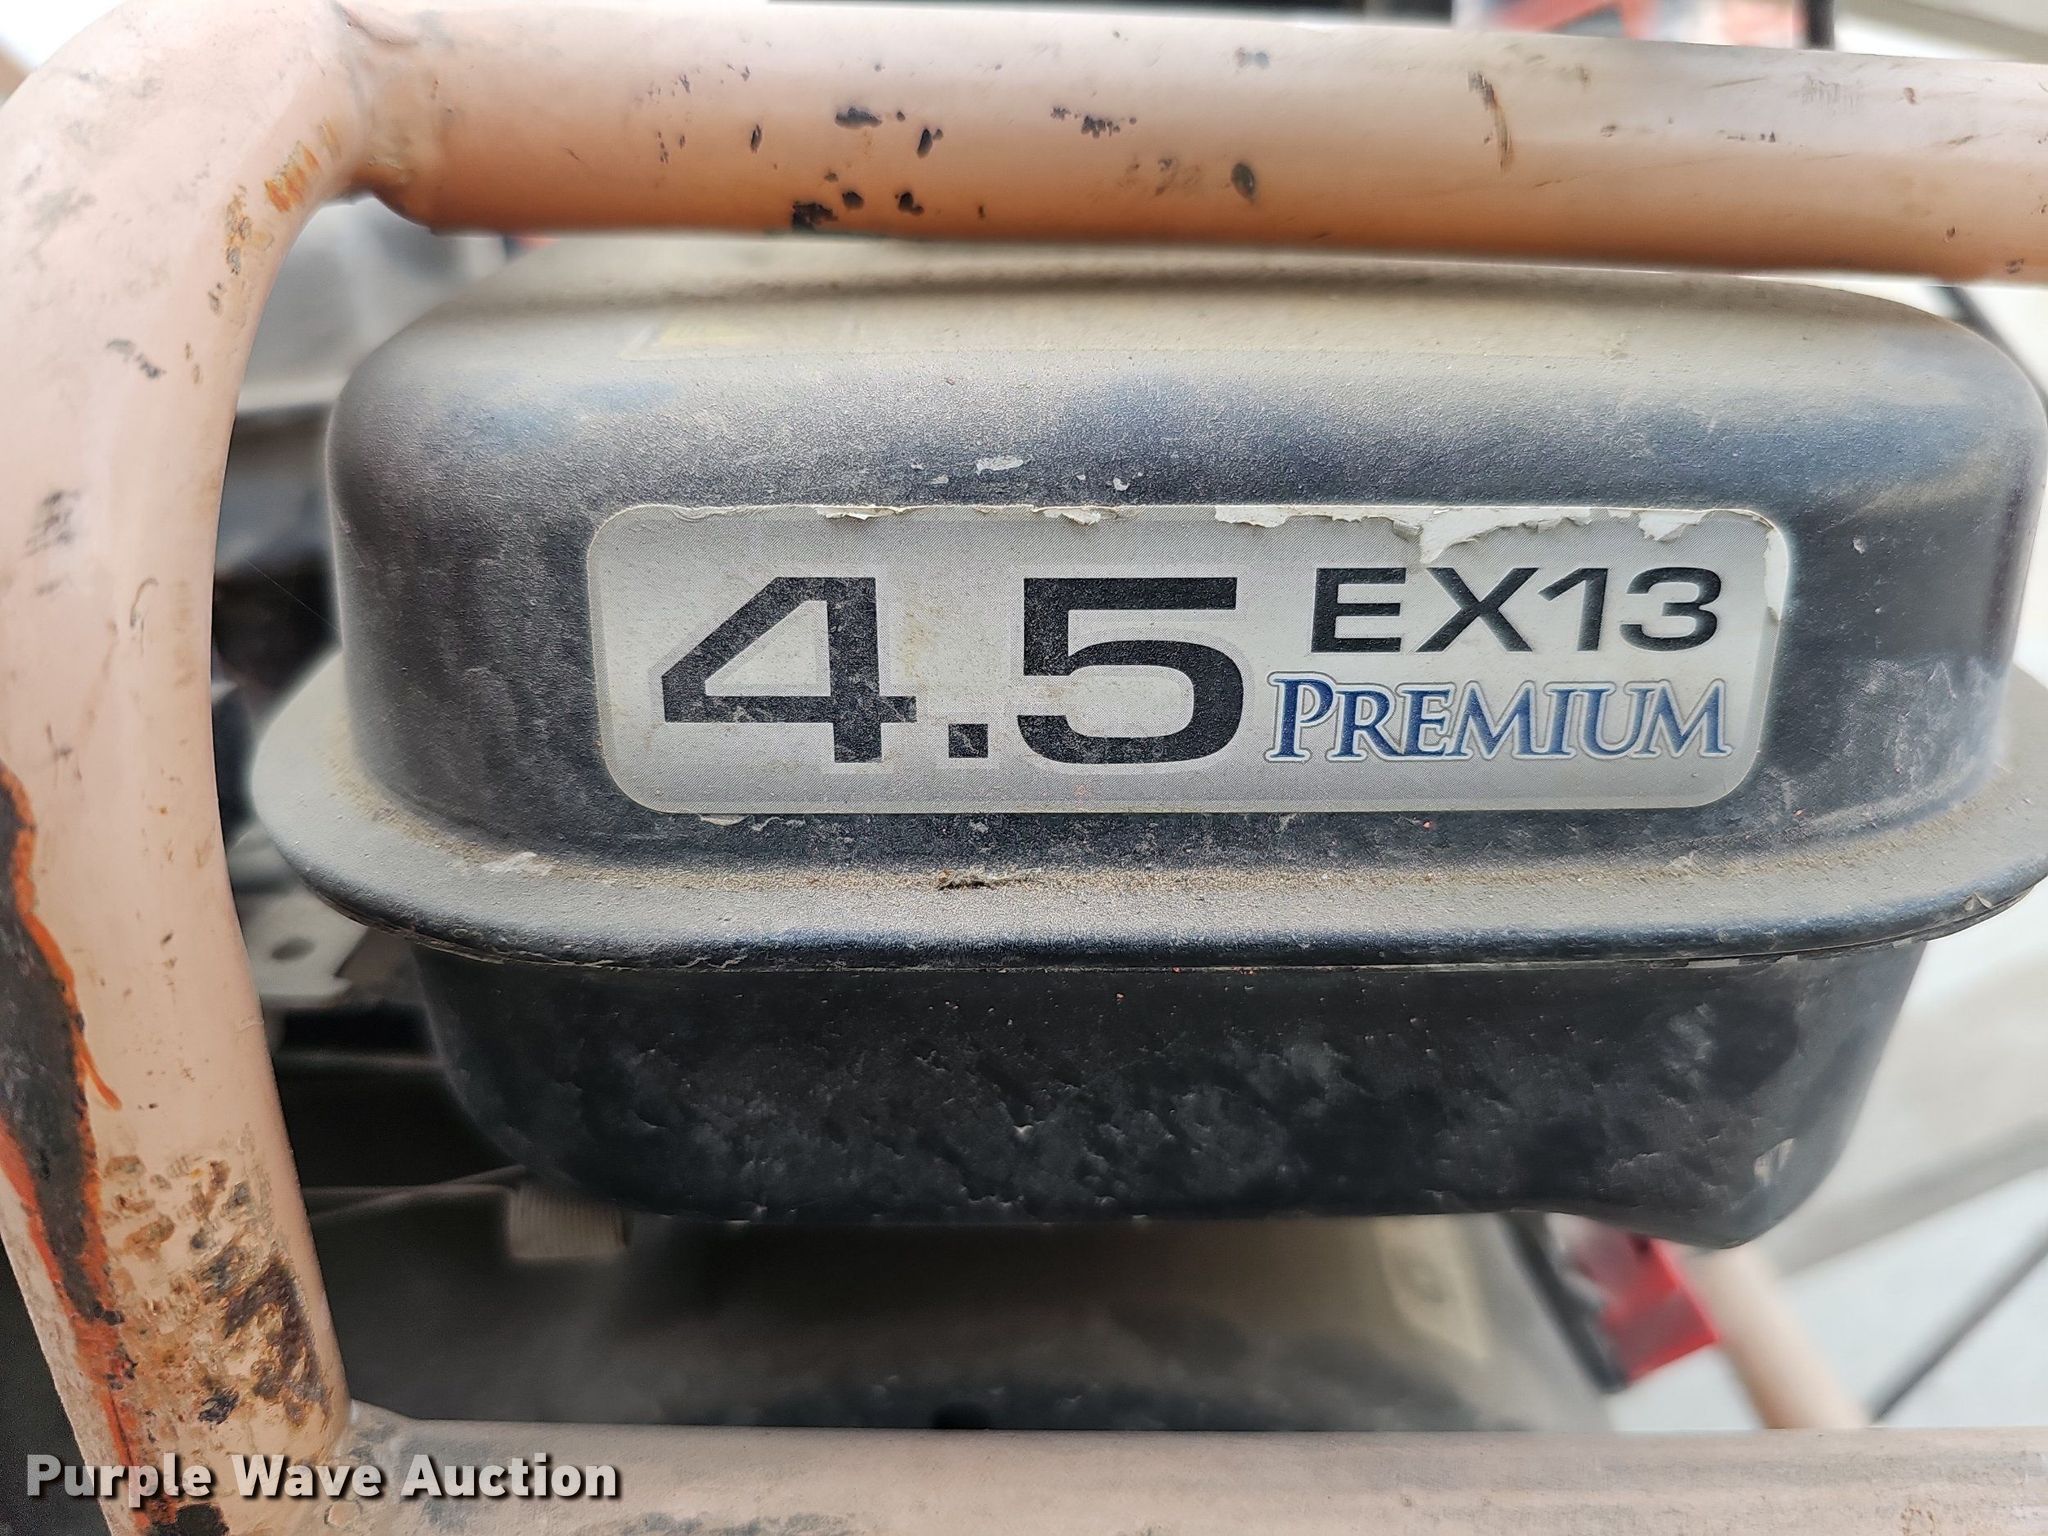 4.5 EX13
PREMIUM
Purple Wave Auction